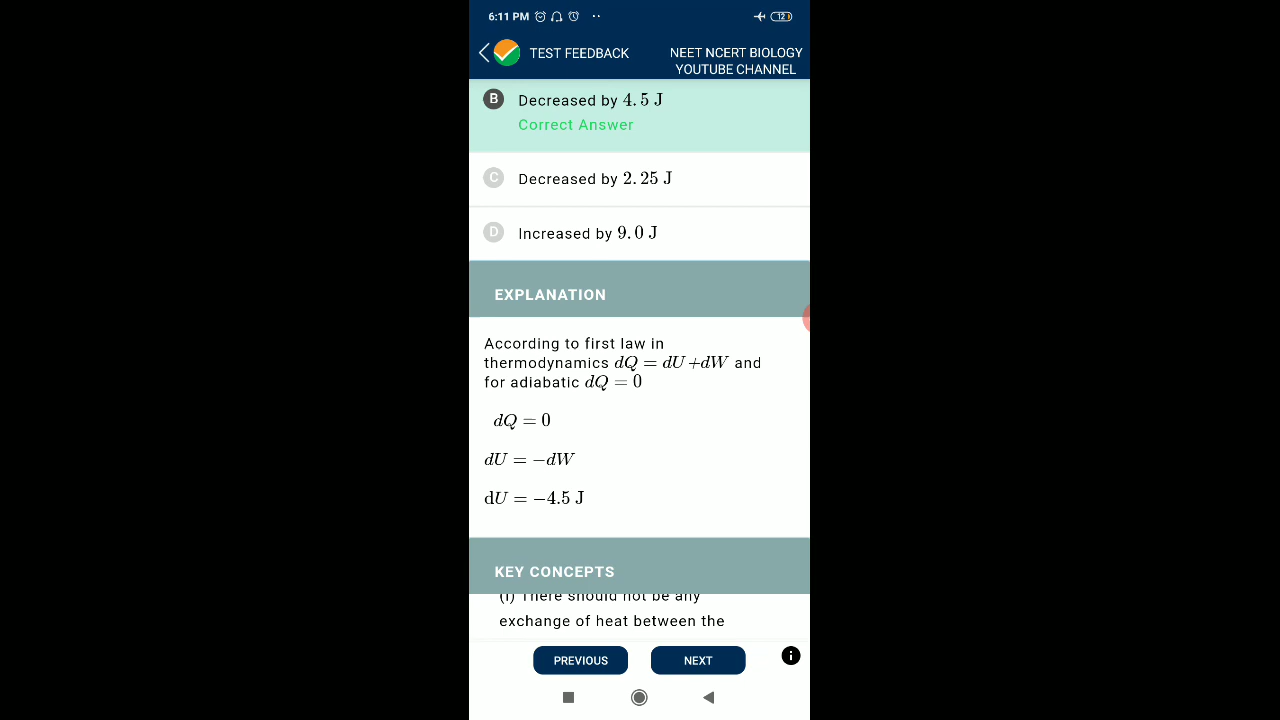 6:11 PM
12
TEST FEEDBACK
NEET NCERT BIOLOGY
YOUTUBE CHANNEL
B Decreased by 4.5 J
Correct Answer
C Decreased by 2.25 J
D Increased by 9.0 J
EXPLANATION
According to first law in
thermodynamics dQ = dU+dW and
for adiabatic dQ = 0
dQ = 0
dU = −dW
dU = −4.5 J
KEY CONCEPTS
(i) There should not be any
exchange of heat between the
PREVIOUS
NEXT
i